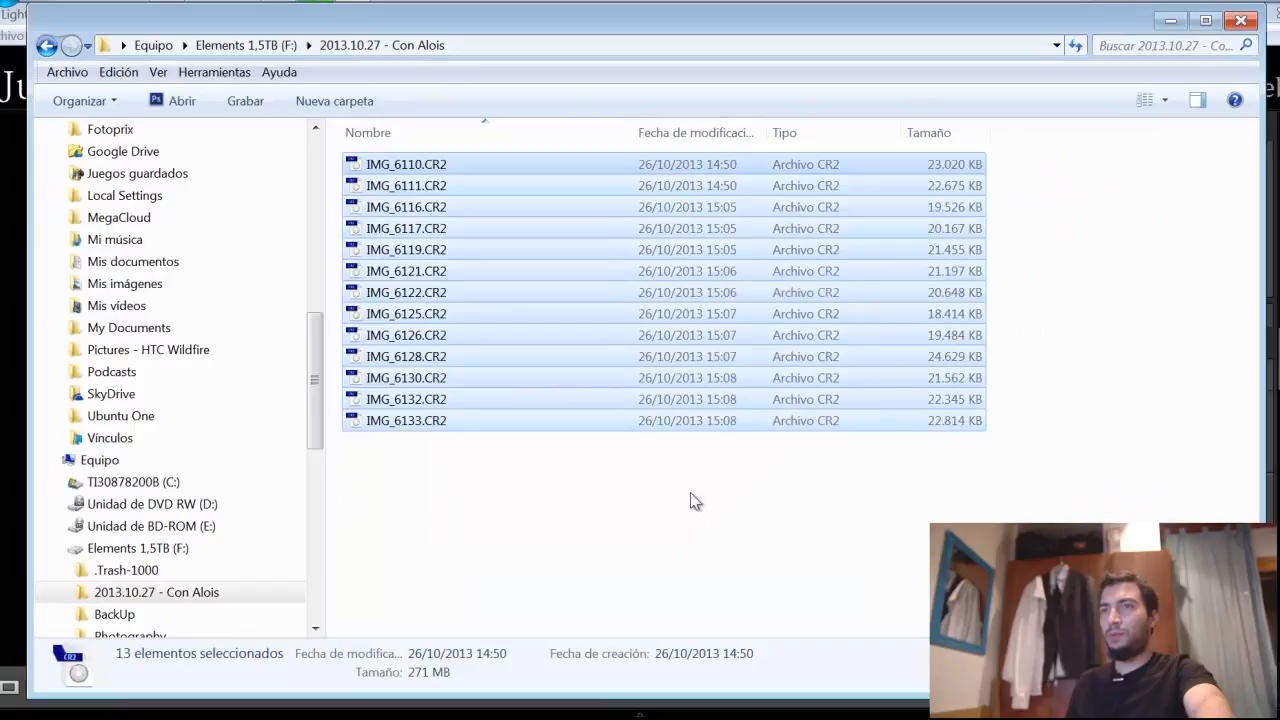 Light
rchivo
Ju
el
Equipo Elements 1,5TB (F:) 2013.10.27 - Con Alois
Buscar 2013.10.27 - Co...
Archivo Edición Ver Herramientas Ayuda
Organizar Ps Abrir Grabar Nueva carpeta
Fotoprix
Google Drive
Juegos guardados
Local Settings
MegaCloud
Mi música
Mis documentos
Mis imágenes
Mis vídeos
My Documents
Pictures - HTC Wildfire
Podcasts
SkyDrive
Ubuntu One
Vínculos
Equipo
TI30878200B (C:)
Unidad de DVD RW (D:)
Unidad de BD-ROM (E:)
Elements 1,5TB (F:)
.Trash-1000
2013.10.27 - Con Alois
BackUp
Photography
Nombre Fecha de modificaci... Tipo Tamaño
IMG_6110.CR2 26/10/2013 14:50 Archivo CR2 23.020 KB
IMG_6111.CR2 26/10/2013 14:50 Archivo CR2 22.675 KB
IMG_6116.CR2 26/10/2013 15:05 Archivo CR2 19.526 KB
IMG_6117.CR2 26/10/2013 15:05 Archivo CR2 20.167 KB
IMG_6119.CR2 26/10/2013 15:05 Archivo CR2 21.455 KB
IMG_6121.CR2 26/10/2013 15:06 Archivo CR2 21.197 KB
IMG_6122.CR2 26/10/2013 15:06 Archivo CR2 20.648 KB
IMG_6125.CR2 26/10/2013 15:07 Archivo CR2 18.414 KB
IMG_6126.CR2 26/10/2013 15:07 Archivo CR2 19.484 KB
IMG_6128.CR2 26/10/2013 15:07 Archivo CR2 24.629 KB
IMG_6130.CR2 26/10/2013 15:08 Archivo CR2 21.562 KB
IMG_6132.CR2 26/10/2013 15:08 Archivo CR2 22.345 KB
IMG_6133.CR2 26/10/2013 15:08 Archivo CR2 22.814 KB
CR2
13 elementos seleccionados Fecha de modifica... 26/10/2013 14:50 Fecha de creación: 26/10/2013 14:50
Tamaño: 271 MB